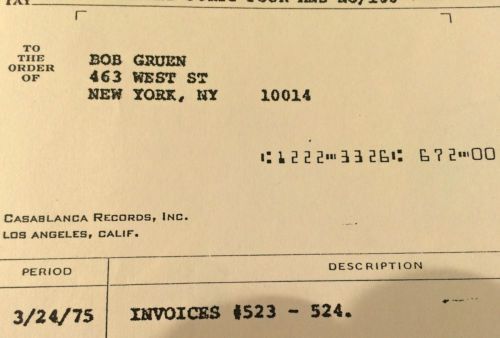 PAY
TO
THE
ORDER
OF
BOB GRUEN
463 WEST ST
NEW YORK, NY 10014
⑆1222⑉3326⑆ 672⑉00
CASABLANCA RECORDS, INC.
LOS ANGELES, CALIF.
PERIOD DESCRIPTION
3/24/75 INVOICES #523 - 524.